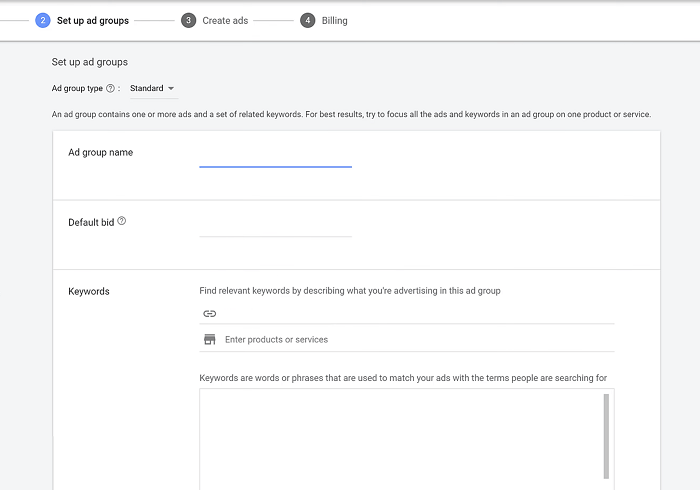 2 Set up ad groups 3 Create ads 4 Billing
Set up ad groups
Ad group type ? : Standard
An ad group contains one or more ads and a set of related keywords. For best results, try to focus all the ads and keywords in an ad group on one product or service.
Ad group name
Default bid ?
Keywords
Find relevant keywords by describing what you're advertising in this ad group
Enter products or services
Keywords are words or phrases that are used to match your ads with the terms people are searching for